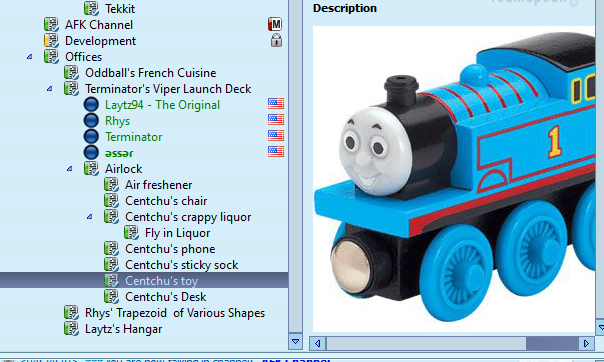 Tekkit
AFK Channel
M
Development
Offices
Oddball's French Cuisine
Terminator's Viper Launch Deck
Laytz94 - The Original
Rhys
Terminator
əssər
Airlock
Air freshener
Centchu's chair
Centchu's crappy liquor
Fly in Liquor
Centchu's phone
Centchu's sticky sock
Centchu's toy
Centchu's Desk
Rhys' Trapezoid of Various Shapes
Laytz's Hangar
Description
1